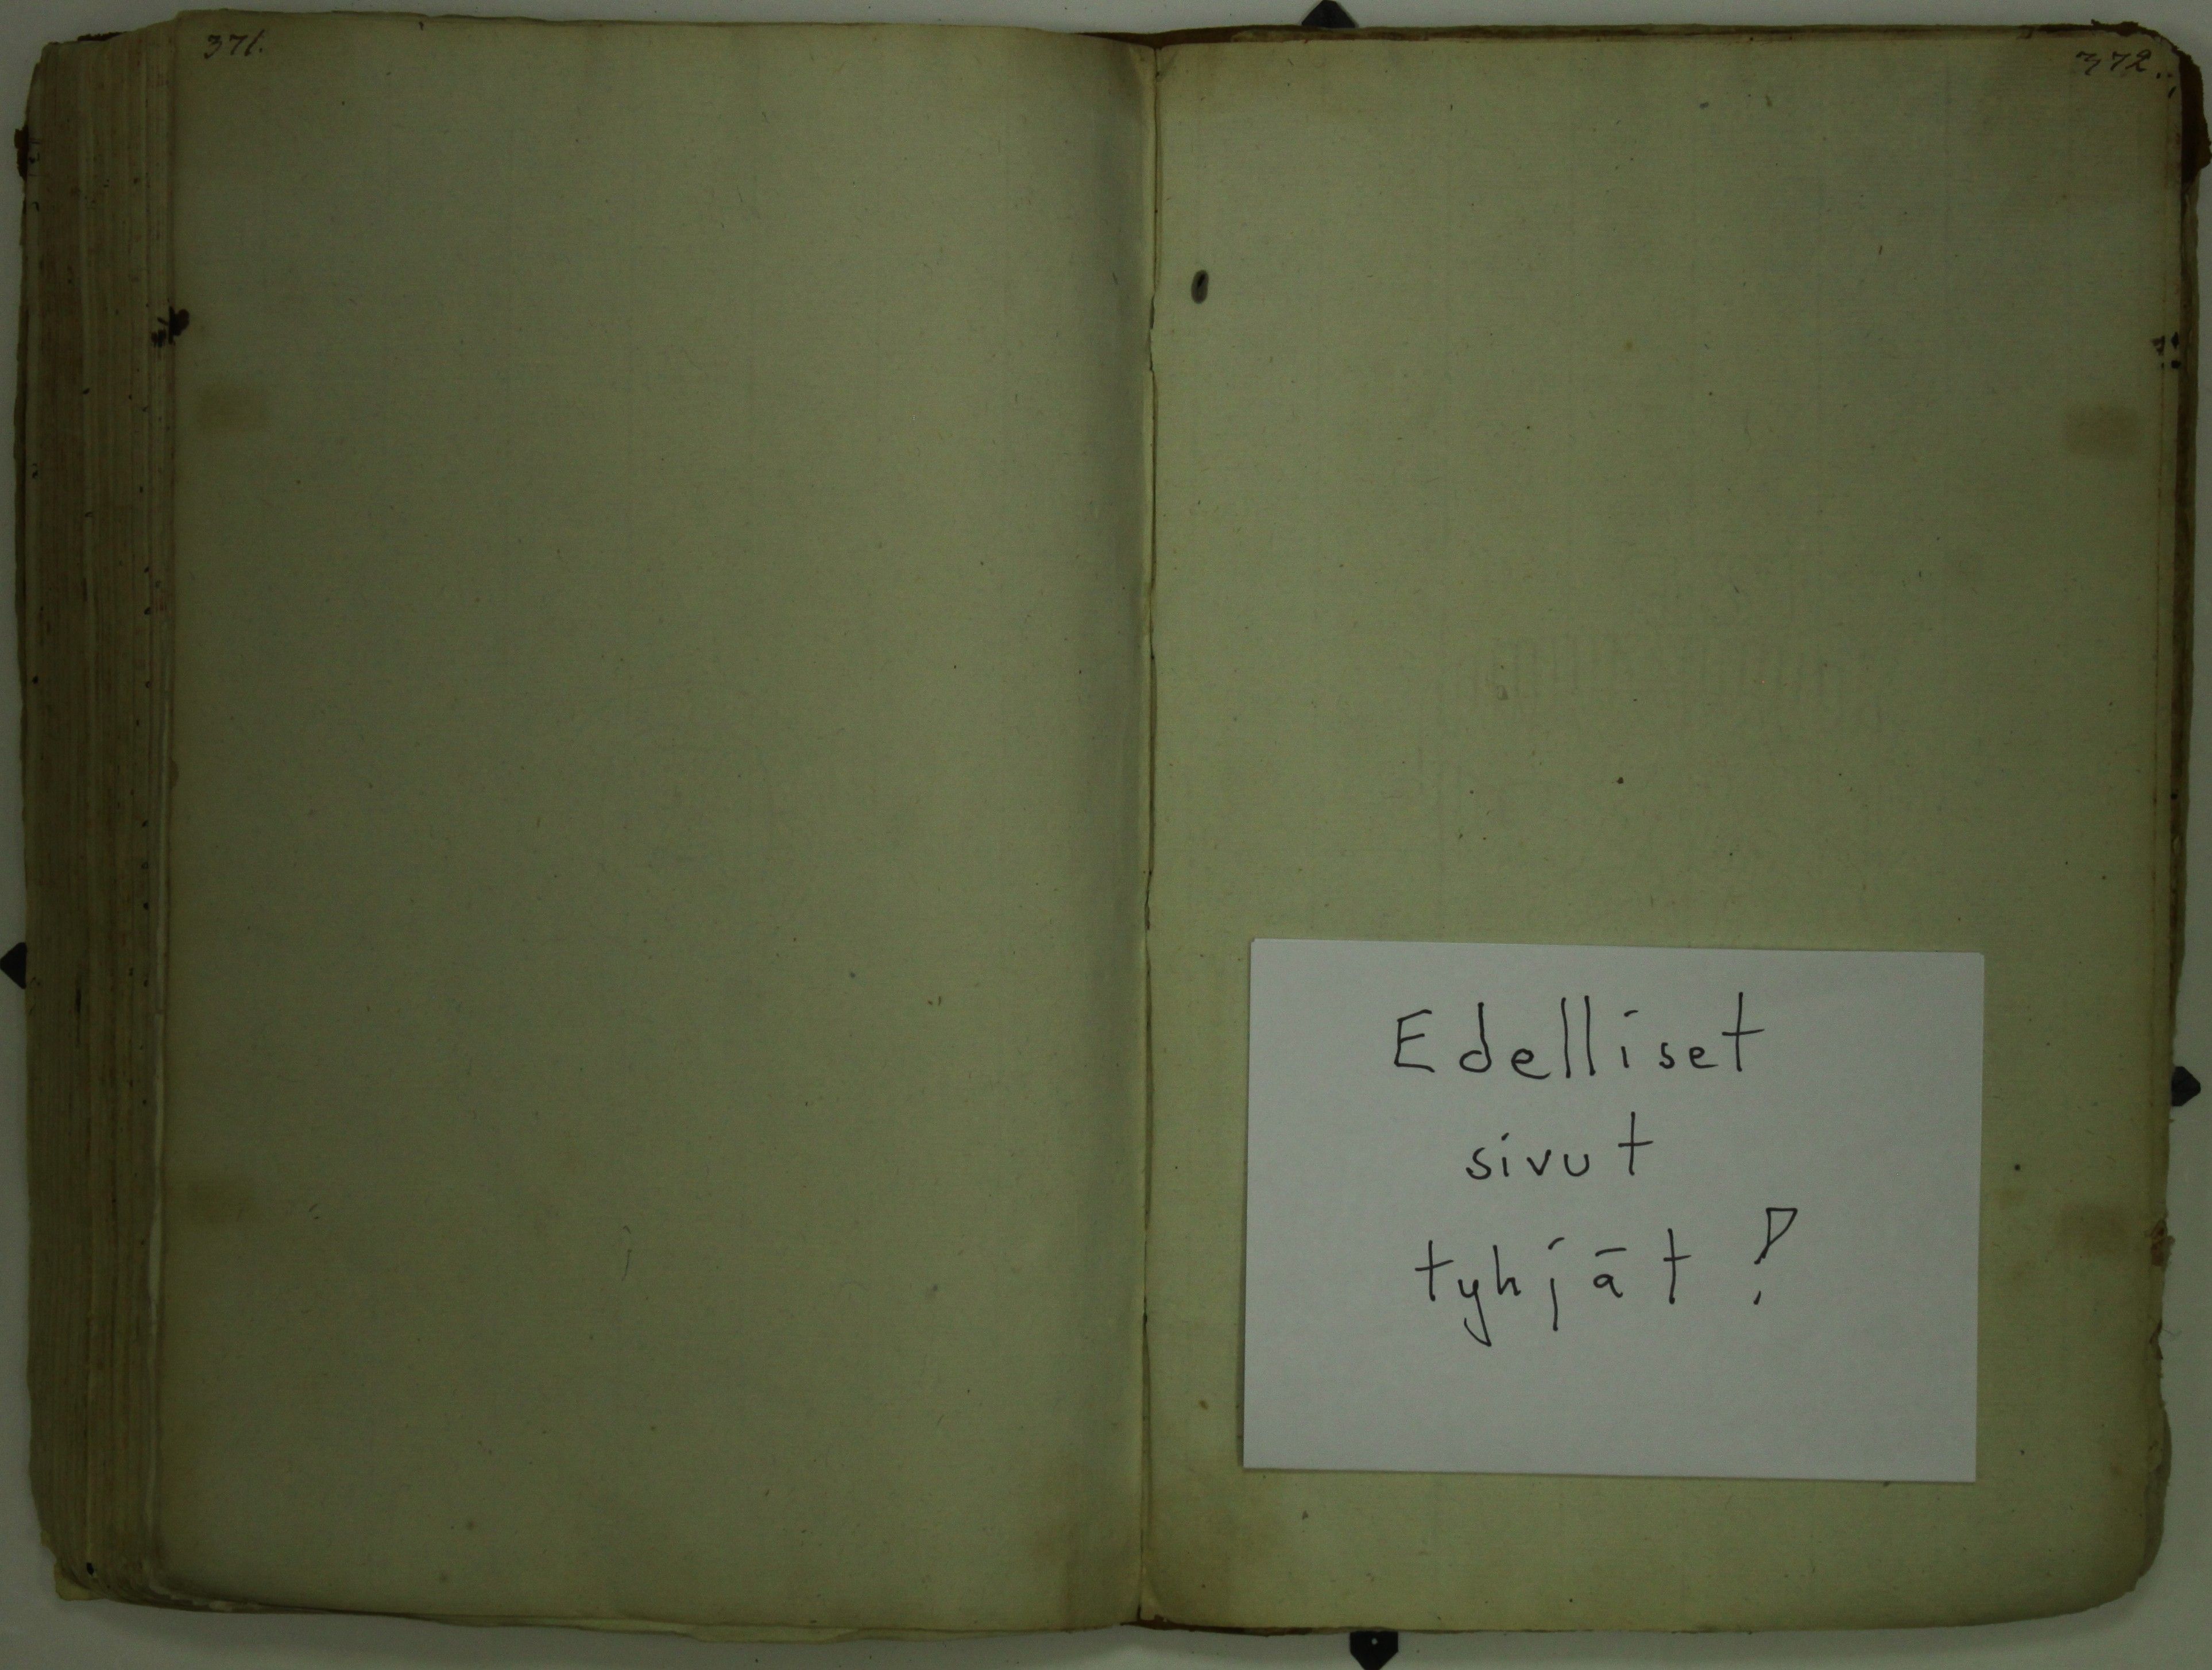 371.
372.
Edelliset
sivut
tyhjät!